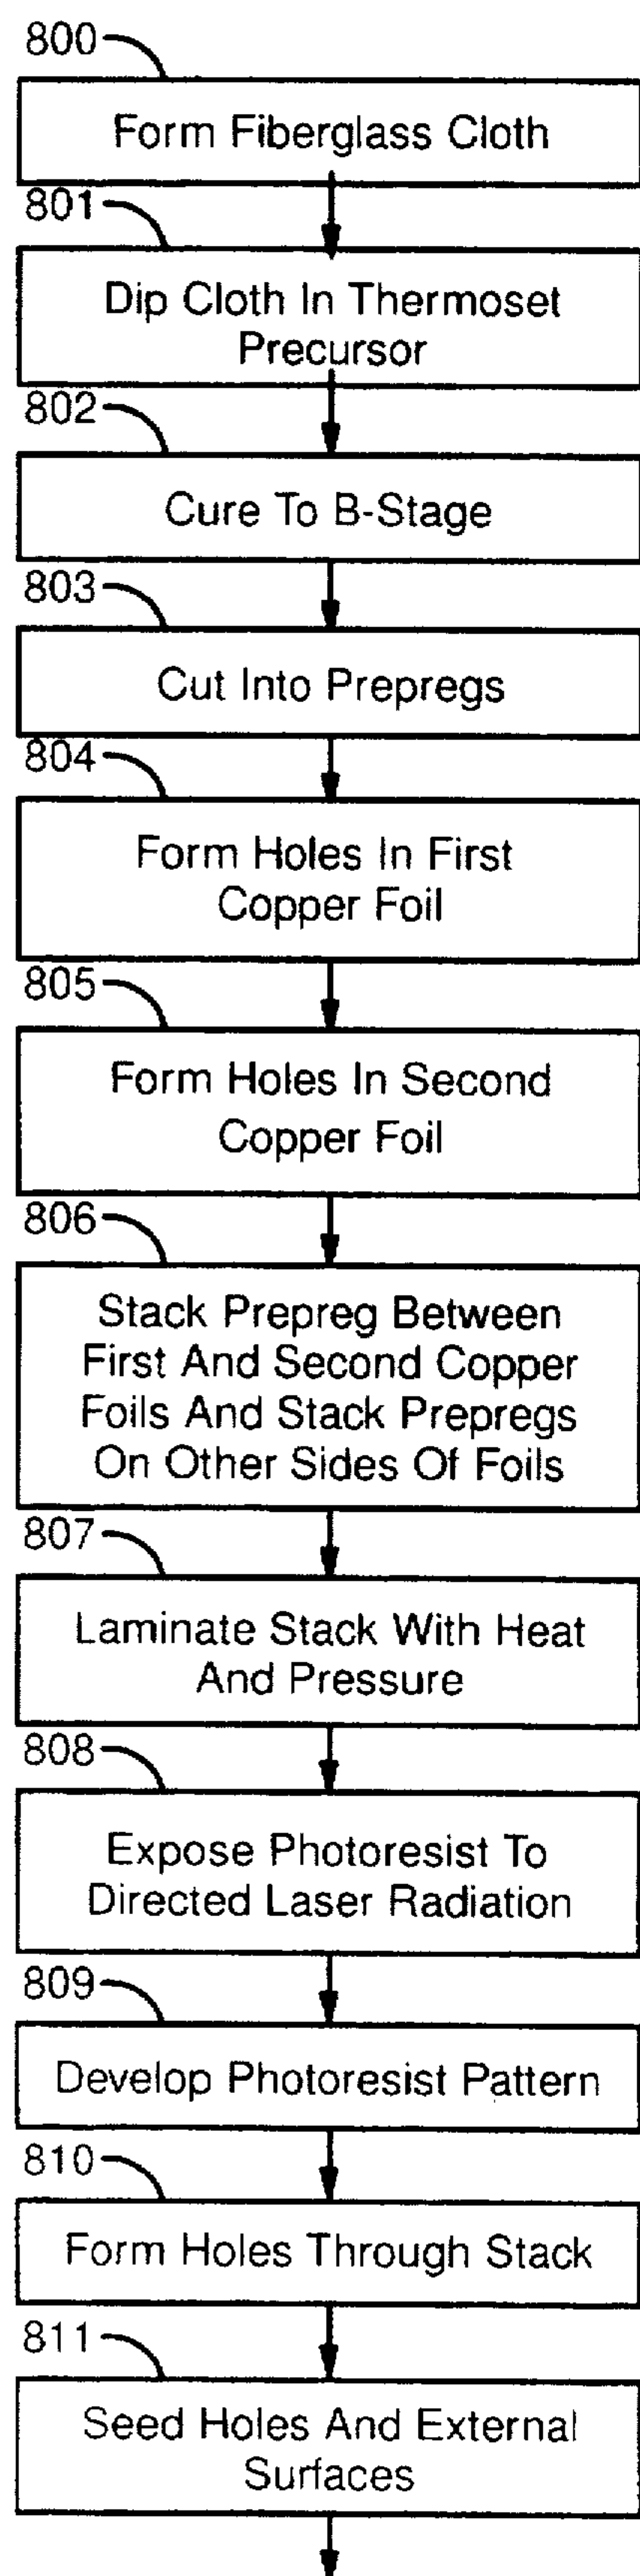 800
Form Fiberglass Cloth
801
Dip Cloth In Thermoset
Precursor
802
Cure To B-Stage
803
Cut Into Prepregs
804
Form Holes In First
Copper Foil
805
Form Holes In Second
Copper Foil
806
Stack Prepreg Between
First And Second Copper
Foils And Stack Prepregs
On Other Sides Of Foils
807
Laminate Stack With Heat
And Pressure
808
Expose Photoresist To
Directed Laser Radiation
809
Develop Photoresist Pattern
810
Form Holes Through Stack
811
Seed Holes And External
Surfaces